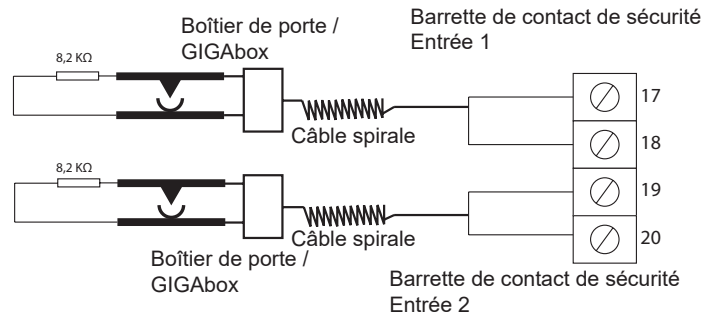 Boîtier de porte /
GIGAbox
Barrette de contact de sécurité
Entrée 1
8,2 KΩ
17
Câble spirale
18
8,2 KΩ
19
Câble spirale
20
Boîtier de porte /
GIGAbox
Barrette de contact de sécurité
Entrée 2